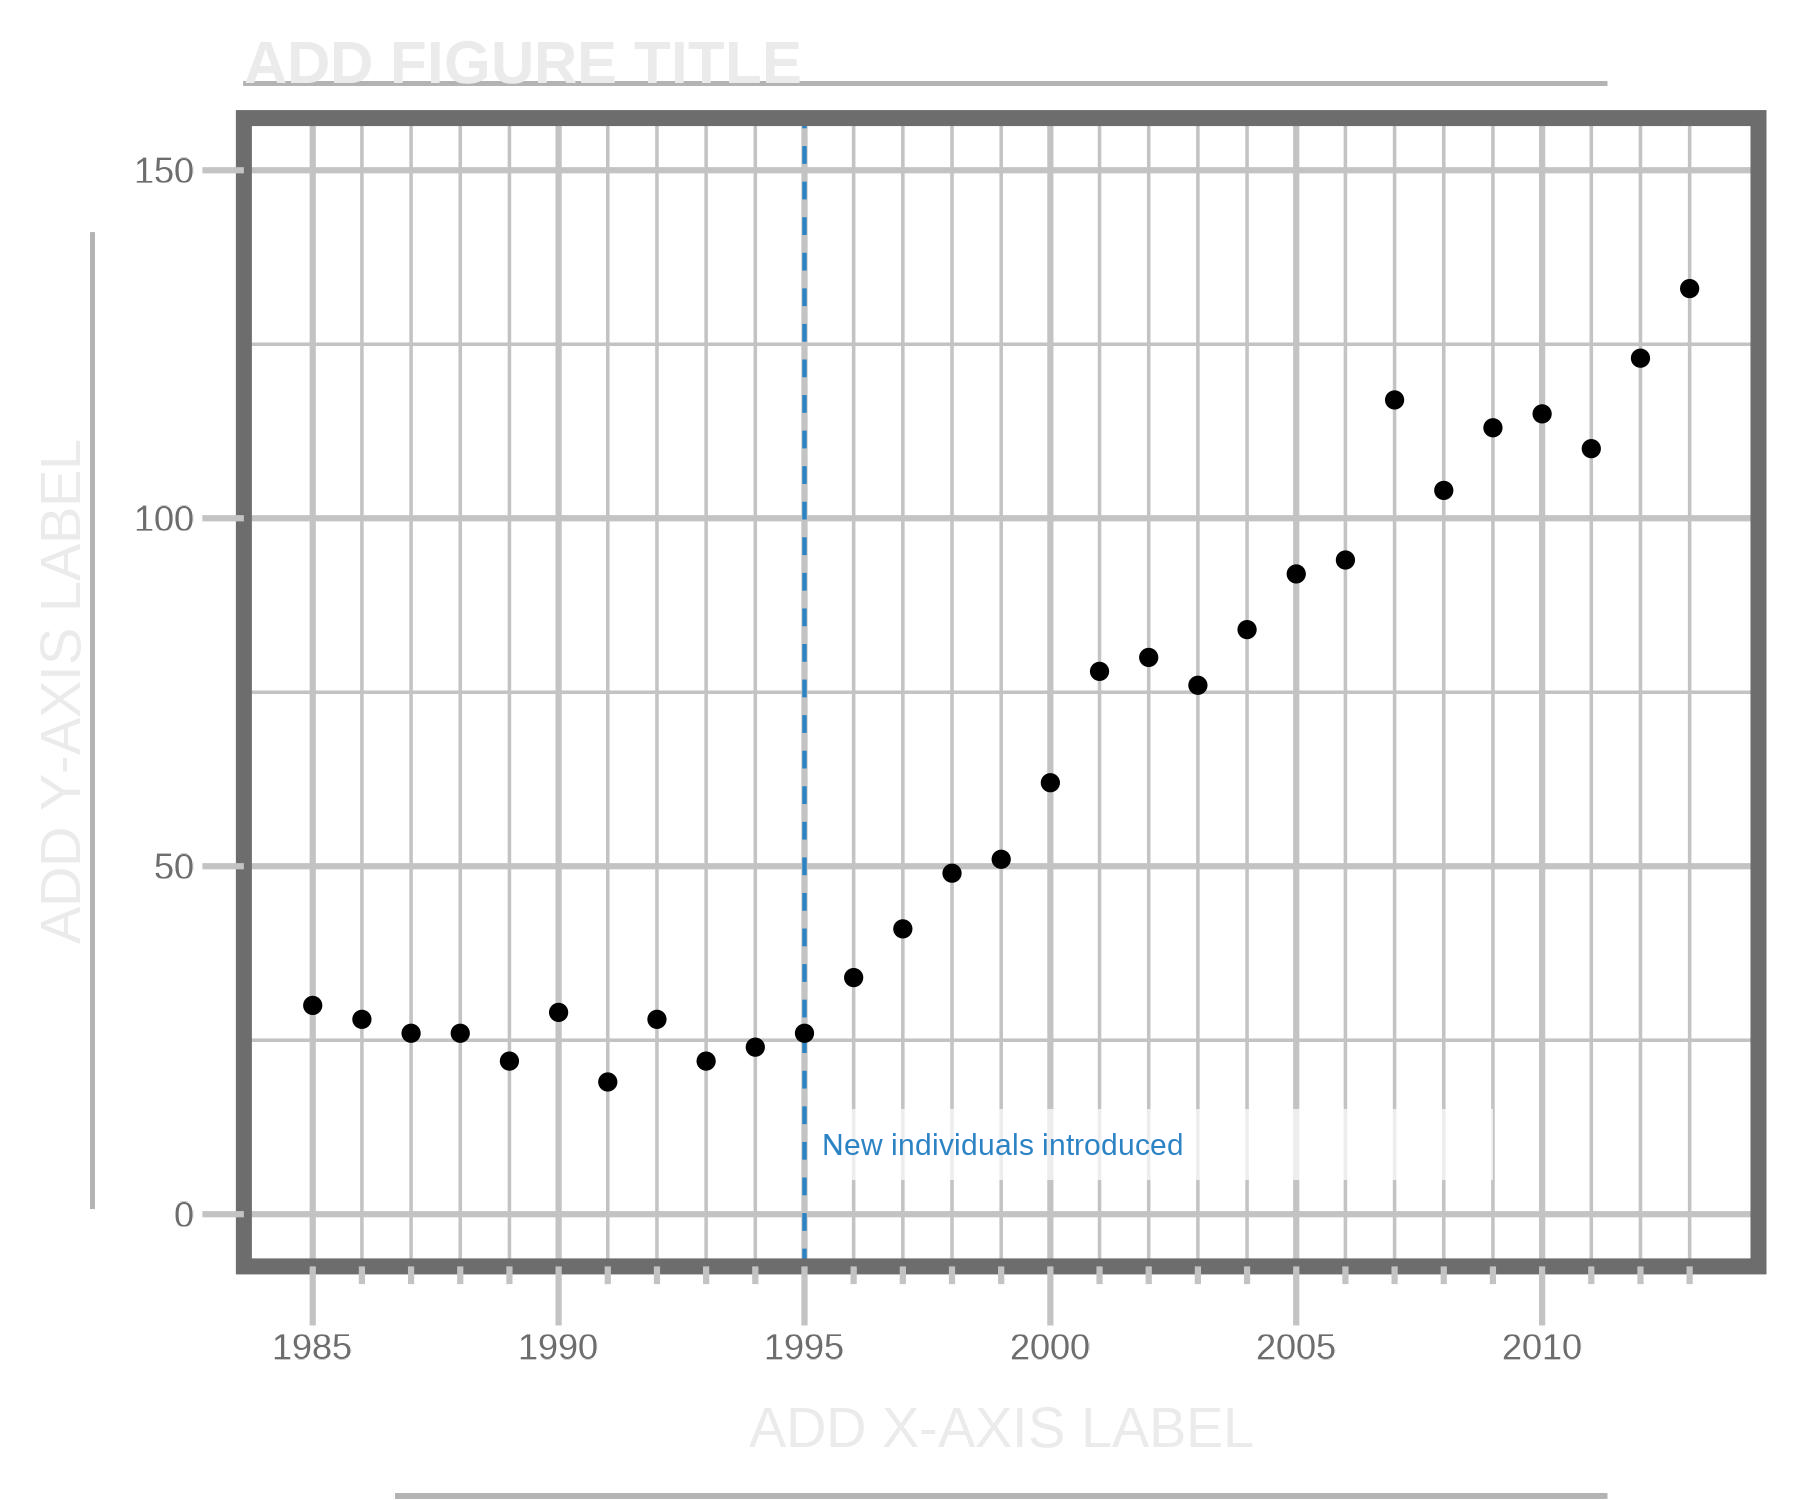 ADD FIGURE TITLE
150
100
50
0
ADD Y-AXIS LABEL
New individuals introduced
1985 1990 1995 2000 2005 2010
ADD X-AXIS LABEL